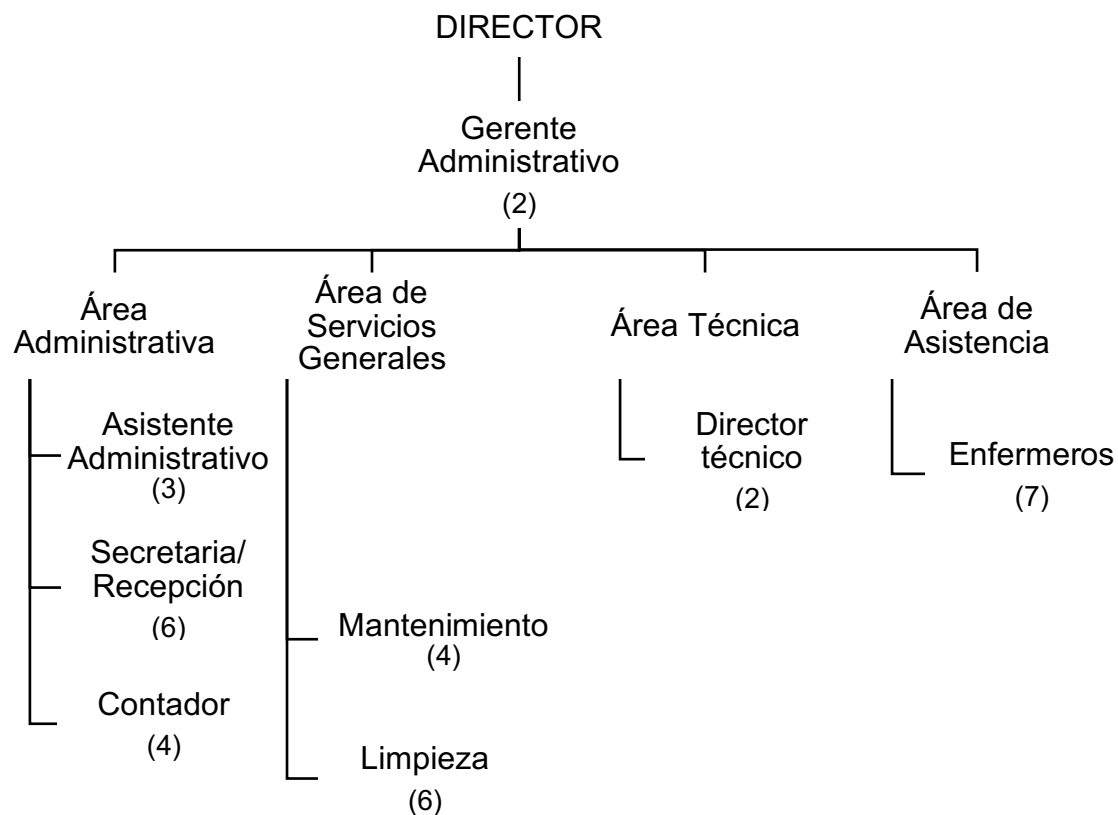 DIRECTOR
Gerente
Administrativo
(2)
Área
Administrativa
Área de
Servicios
Generales
Área Técnica
Área de
Asistencia
Asistente
Administrativo
(3)
Secretaria/
Recepción
(6)
Contador
(4)
Mantenimiento
(4)
Limpieza
(6)
Director
técnico
(2)
Enfermeros
(7)